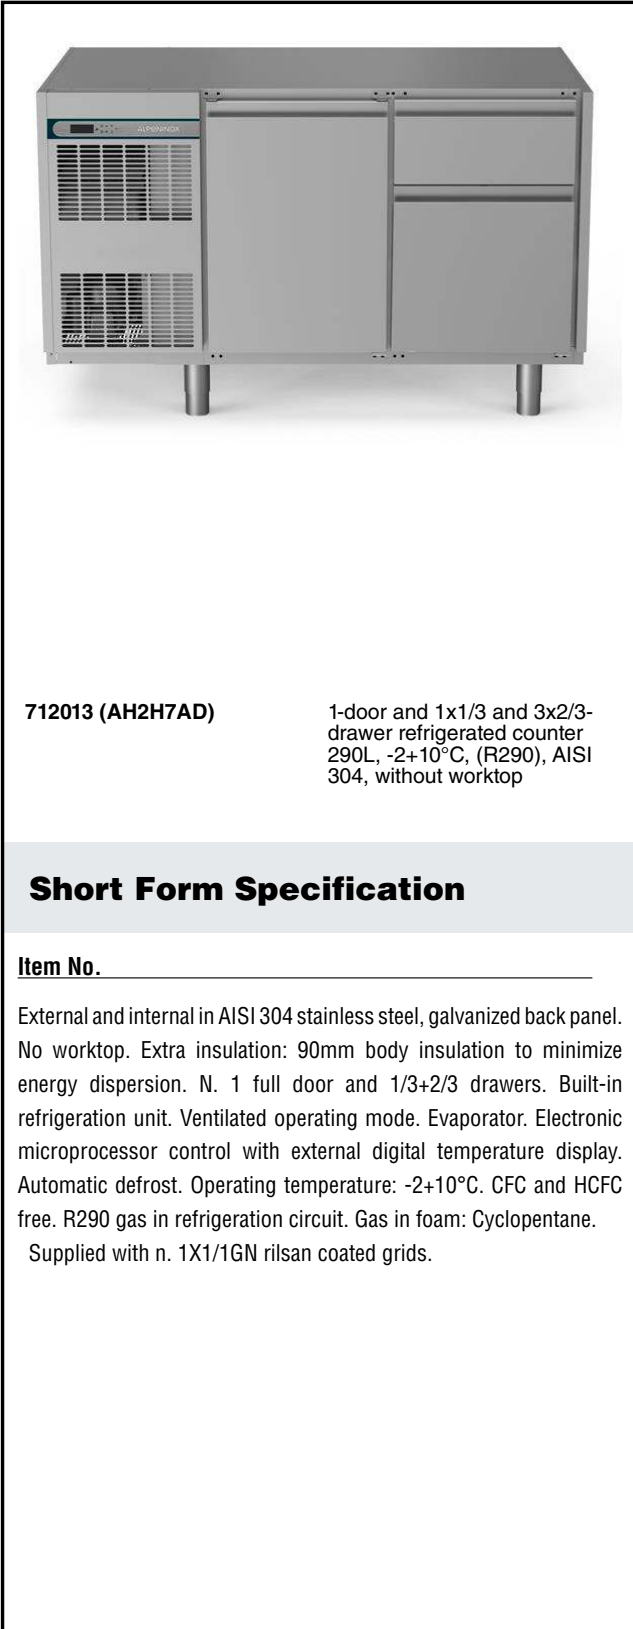 ALPENINOX
712013 (AH2H7AD)
1-door and 1x1/3 and 3x2/3-
drawer refrigerated counter
290L, -2+10°C, (R290), AISI
304, without worktop
Short Form Specification
Item No.
External and internal in AISI 304 stainless steel, galvanized back panel.
No worktop. Extra insulation: 90mm body insulation to minimize
energy dispersion. N. 1 full door and 1/3+2/3 drawers. Built-in
refrigeration unit. Ventilated operating mode. Evaporator. Electronic
microprocessor control with external digital temperature display.
Automatic defrost. Operating temperature: -2+10°C. CFC and HCFC
free. R290 gas in refrigeration circuit. Gas in foam: Cyclopentane.
Supplied with n. 1X1/1GN rilsan coated grids.